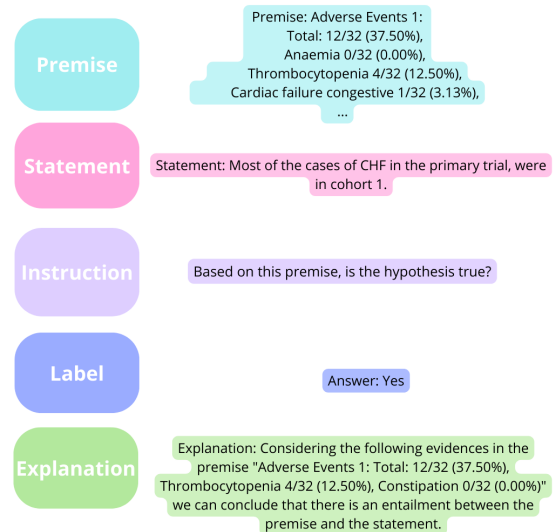 Premise
Premise: Adverse Events 1:
Total: 12/32 (37.50%),
Anaemia 0/32 (0.00%),
Thrombocytopenia 4/32 (12.50%),
Cardiac failure congestive 1/32 (3.13%),
...
Statement
Statement: Most of the cases of CHF in the primary trial, were
in cohort 1.
Instruction
Based on this premise, is the hypothesis true?
Label
Answer: Yes
Explanation
Explanation: Considering the following evidences in the
premise "Adverse Events 1: Total: 12/32 (37.50%),
Thrombocytopenia 4/32 (12.50%), Constipation 0/32 (0.00%)"
we can conclude that there is an entailment between the
premise and the statement.